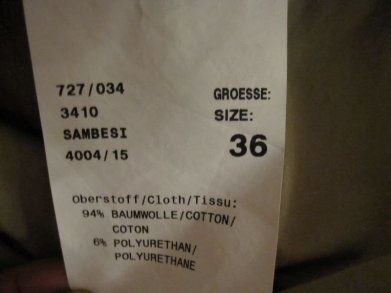 727/034
3410
SAMBESI
4004/15
GROESSE:
SIZE:
36
Oberstoff/Cloth/Tissu:
94% BAUMWOLLE/COTTON/
COTON
6% POLYURETHAN/
POLYURETHANE